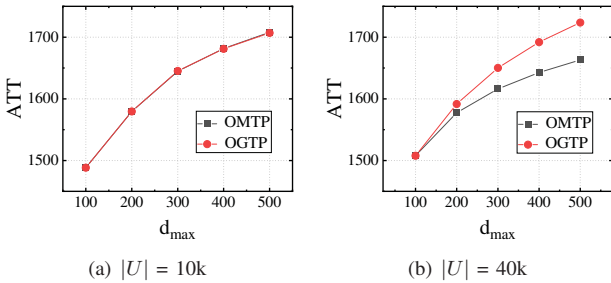 1700
1600
1500
ATT
OMTP
OGTP
100 200 300 400 500
d_max
(a) |U| = 10k
1700
1600
1500
ATT
OMTP
OGTP
100 200 300 400 500
d_max
(b) |U| = 40k